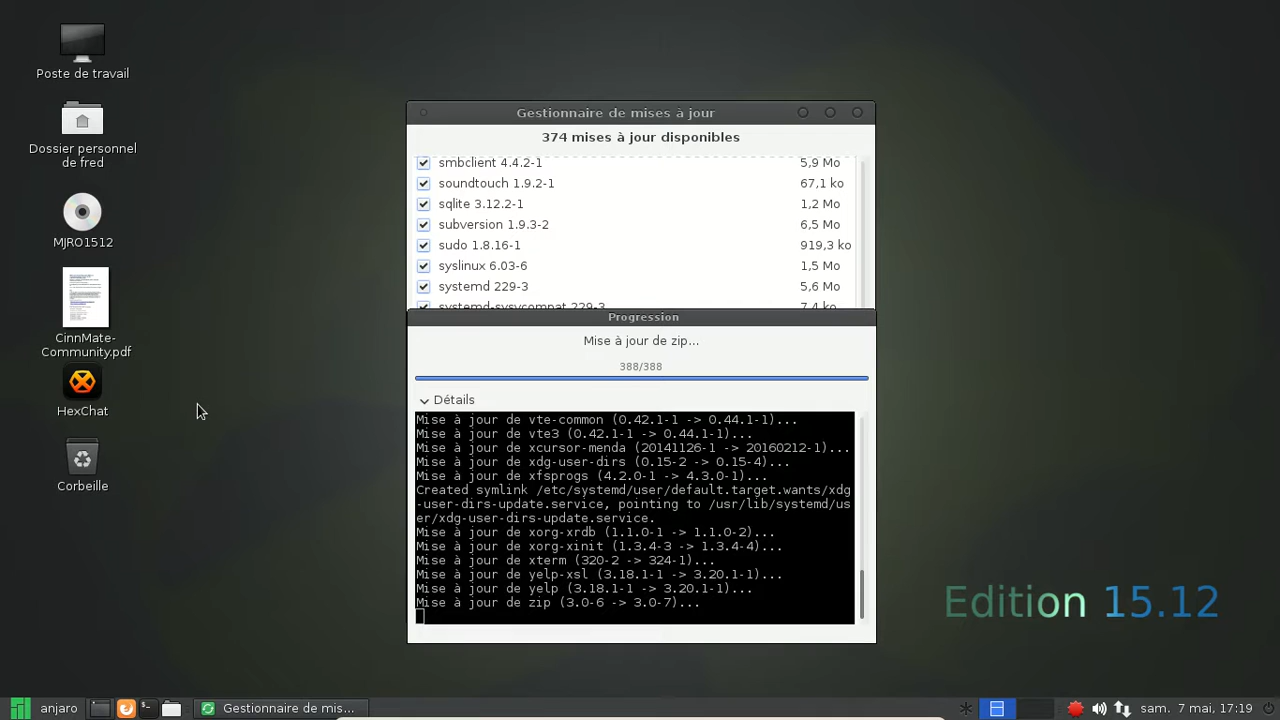 Poste de travail
Dossier personnel
de fred
MJRO1512
CinnMate-
Community.pdf
HexChat
Corbeille
Gestionnaire de mises à jour
374 mises à jour disponibles
smbclient 4.4.2-1 5,9 Mo
soundtouch 1.9.2-1 67,1 ko
sqlite 3.12.2-1 1,2 Mo
subversion 1.9.3-2 6,5 Mo
sudo 1.8.16-1 919,3 ko
syslinux 6.03-6 1,5 Mo
systemd 229-3 5,6 Mo
systemd-sysvcompat 229-3 7,4 ko
Progression
Mise à jour de zip...
388/388
Détails
Mise à jour de vte-common (0.42.1-1 -> 0.44.1-1)...
Mise à jour de vte3 (0.42.1-1 -> 0.44.1-1)...
Mise à jour de xcursor-menda (20141126-1 -> 20160212-1)...
Mise à jour de xdg-user-dirs (0.15-2 -> 0.15-4)...
Mise à jour de xfsprogs (4.2.0-1 -> 4.3.0-1)...
Created symlink /etc/systemd/user/default.target.wants/xdg
-user-dirs-update.service, pointing to /usr/lib/systemd/us
er/xdg-user-dirs-update.service.
Mise à jour de xorg-xrdb (1.1.0-1 -> 1.1.0-2)...
Mise à jour de xorg-xinit (1.3.4-3 -> 1.3.4-4)...
Mise à jour de xterm (320-2 -> 324-1)...
Mise à jour de yelp-xsl (3.18.1-1 -> 3.20.1-1)...
Mise à jour de yelp (3.18.1-1 -> 3.20.1-1)...
Mise à jour de zip (3.0-6 -> 3.0-7)...
Edition 15.12
anjaro
Gestionnaire de mis...
sam. 7 mai, 17:19